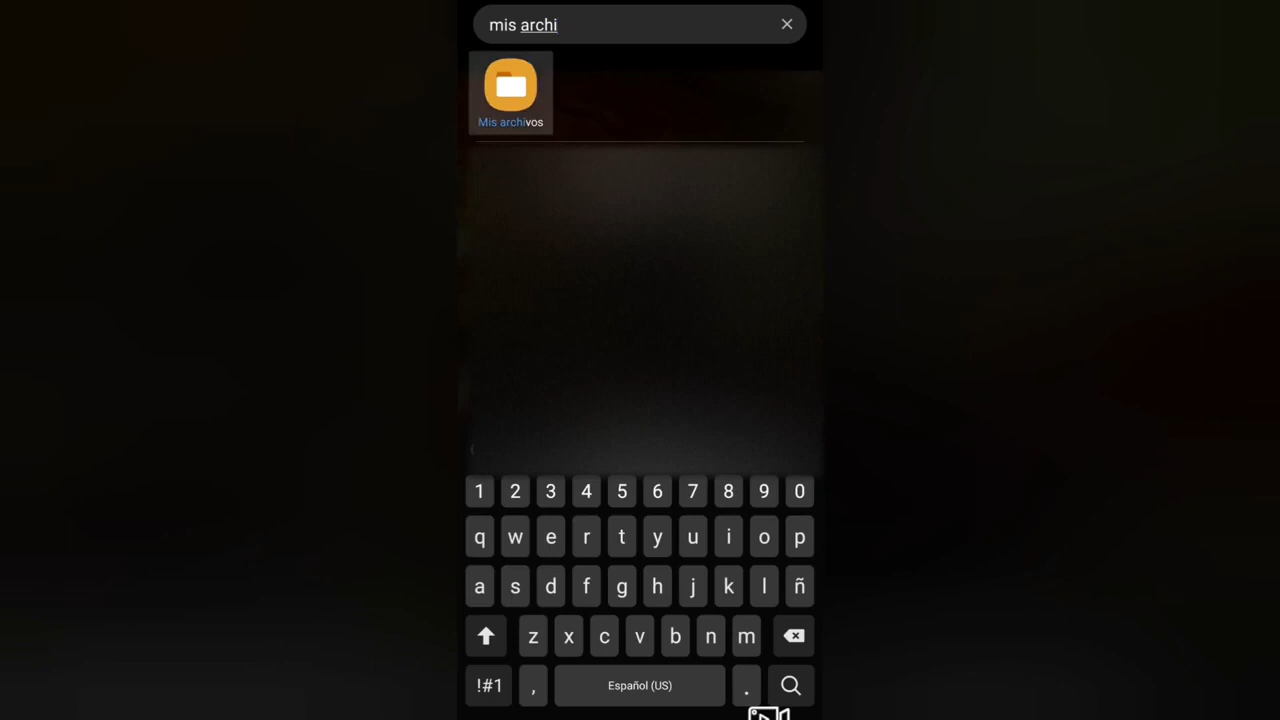 mis archi
Mis archivos
1 2 3 4 5 6 7 8 9 0
q w e r t y u i o p
a s d f g h j k l ñ
z x c v b n m
!#1 , Español (US) .